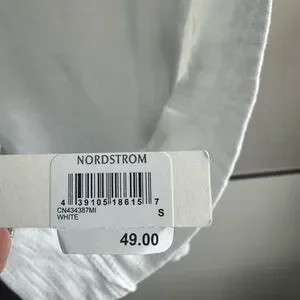 NORDSTROM
4 39105 18615 7
CN434387MI
WHITE S
49.00